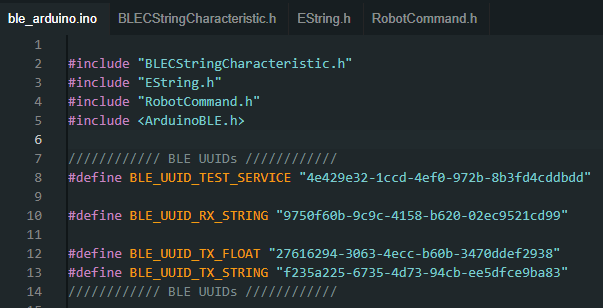 ble_arduino.ino BLECStringCharacteristic.h EString.h RobotCommand.h
1
2 #include "BLECStringCharacteristic.h"
3 #include "EString.h"
4 #include "RobotCommand.h"
5 #include <ArduinoBLE.h>
6
7 //////////// BLE UUIDs ////////////
8 #define BLE_UUID_TEST_SERVICE "4e429e32-1ccd-4ef0-972b-8b3fd4cddbdd"
9
10 #define BLE_UUID_RX_STRING "9750f60b-9c9c-4158-b620-02ec9521cd99"
11
12 #define BLE_UUID_TX_FLOAT "27616294-3063-4ecc-b60b-3470ddef2938"
13 #define BLE_UUID_TX_STRING "f235a225-6735-4d73-94cb-ee5dfce9ba83"
14 //////////// BLE UUIDs ////////////